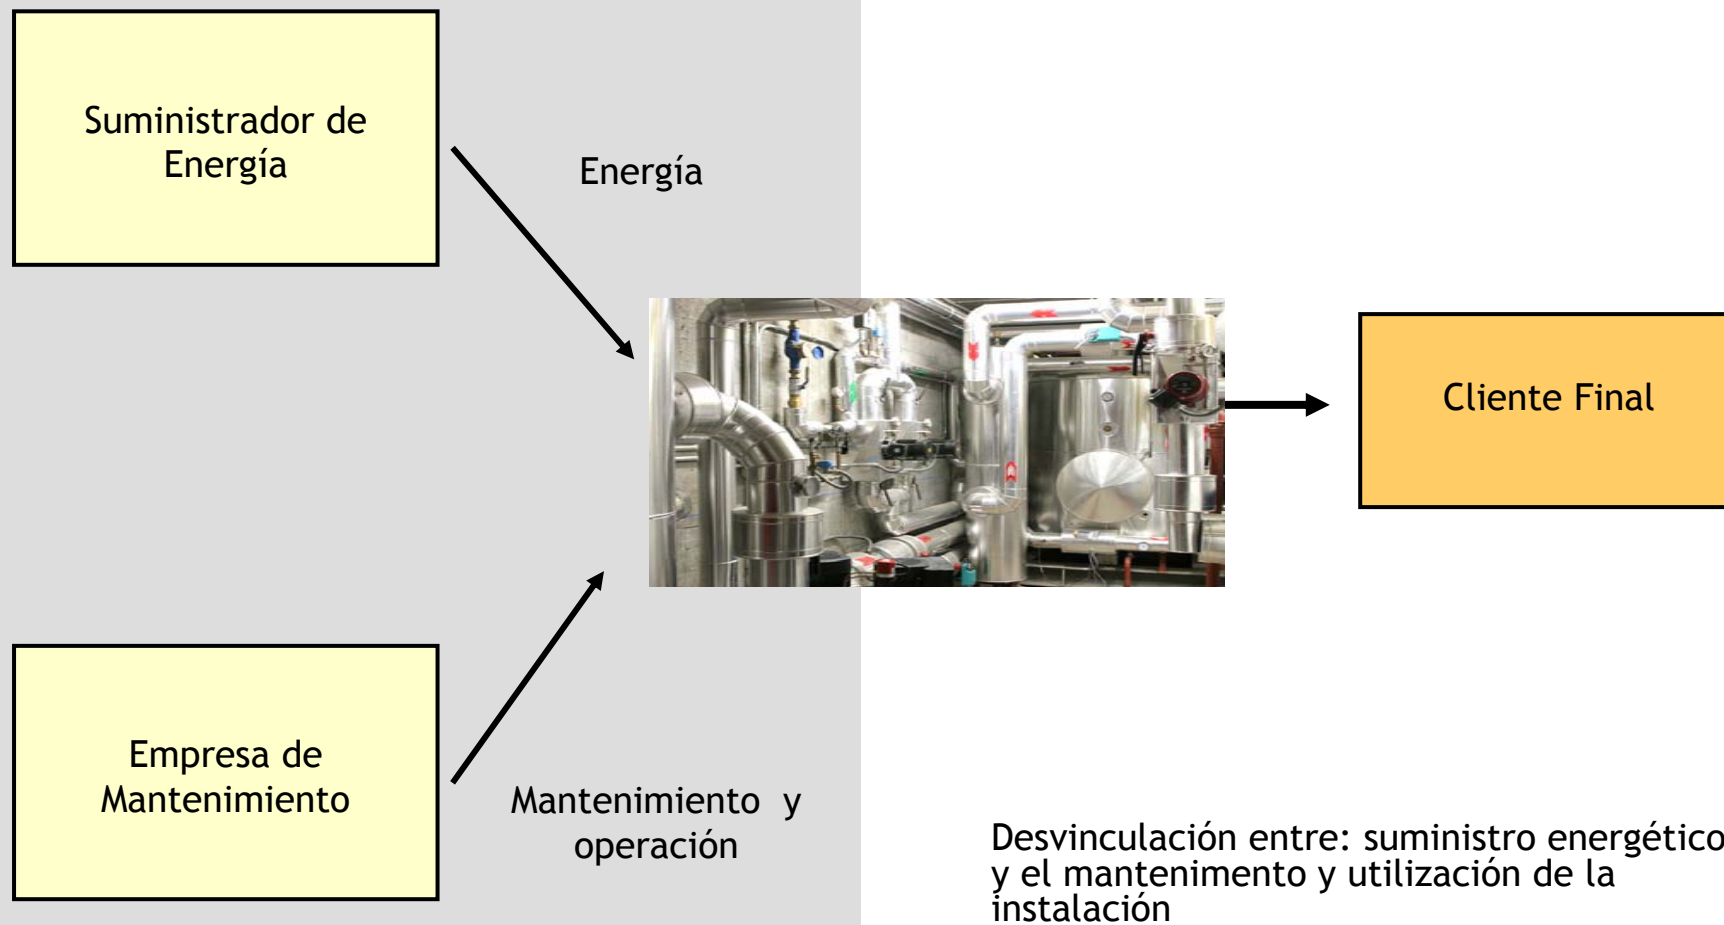 Suministrador de
Energía
Energía
Cliente Final
Empresa de
Mantenimiento
Mantenimiento y
operación
Desvinculación entre: suministro energético
y el mantenimento y utilización de la
instalación